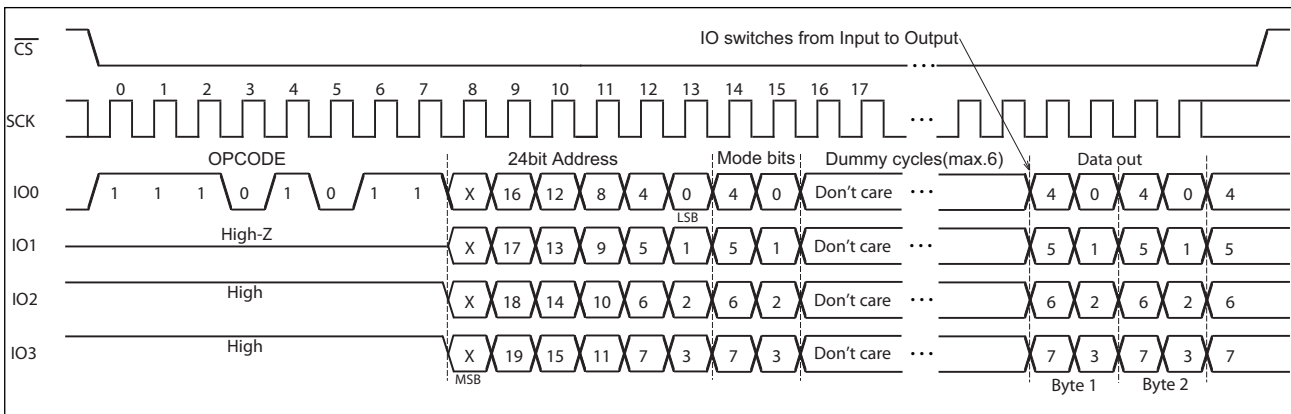 IO switches from Input to Output
CS
...
0 1 2 3 4 5 6 7 8 9 10 11 12 13 14 15 16 17
SCK
...
OPCODE 24bit Address Mode bits Dummy cycles(max.6) Data out
IO0 1 1 1 0 1 0 1 1 X 16 12 8 4 0 4 0 Don't care ... 4 0 4 0 4
LSB
High-Z
IO1 X 17 13 9 5 1 5 1 Don't care ... 5 1 5 1 5
IO2 High X 18 14 10 6 2 6 2 Don't care ... 6 2 6 2 6
IO3 High X 19 15 11 7 3 7 3 Don't care ... 7 3 7 3 7
MSB
Byte 1 Byte 2